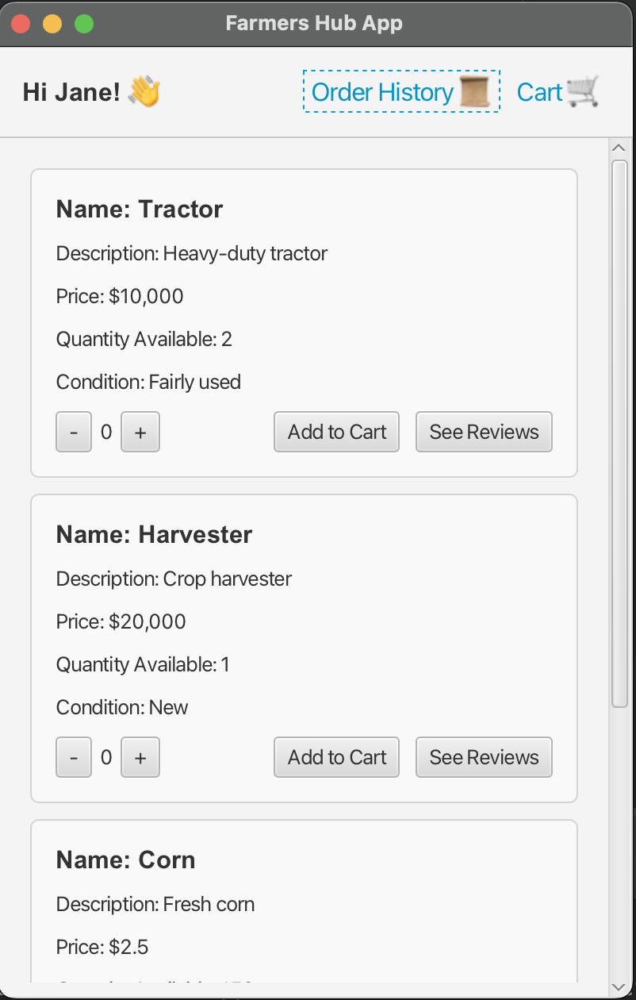 Farmers Hub App
Hi Jane! 👋 Order History 📜 Cart 🛒
Name: Tractor
Description: Heavy-duty tractor
Price: $10,000
Quantity Available: 2
Condition: Fairly used
- 0 + Add to Cart See Reviews
Name: Harvester
Description: Crop harvester
Price: $20,000
Quantity Available: 1
Condition: New
- 0 + Add to Cart See Reviews
Name: Corn
Description: Fresh corn
Price: $2.5